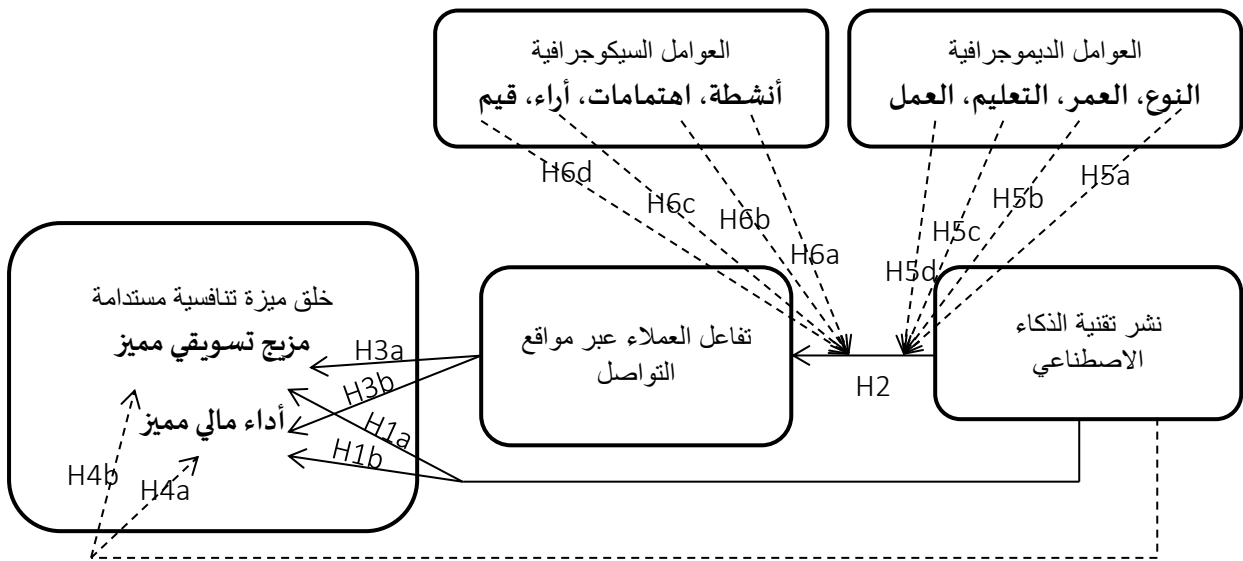 العوامل الديموجرافية
النوع، العمر، التعليم، العمل
العوامل السيكوجرافية
أنشطة، اهتمامات، أراء، قيم
H5a
H5b
H5c
H5d
H6a
H6b
H6c
H6d
نشر تقنية الذكاء
الاصطناعي
H2
تفاعل العملاء عبر مواقع
التواصل
H3a
H3b
H1a
H1b
خلق ميزة تنافسية مستدامة
مزيج تسويقي مميز
أداء مالي مميز
H4b
H4a